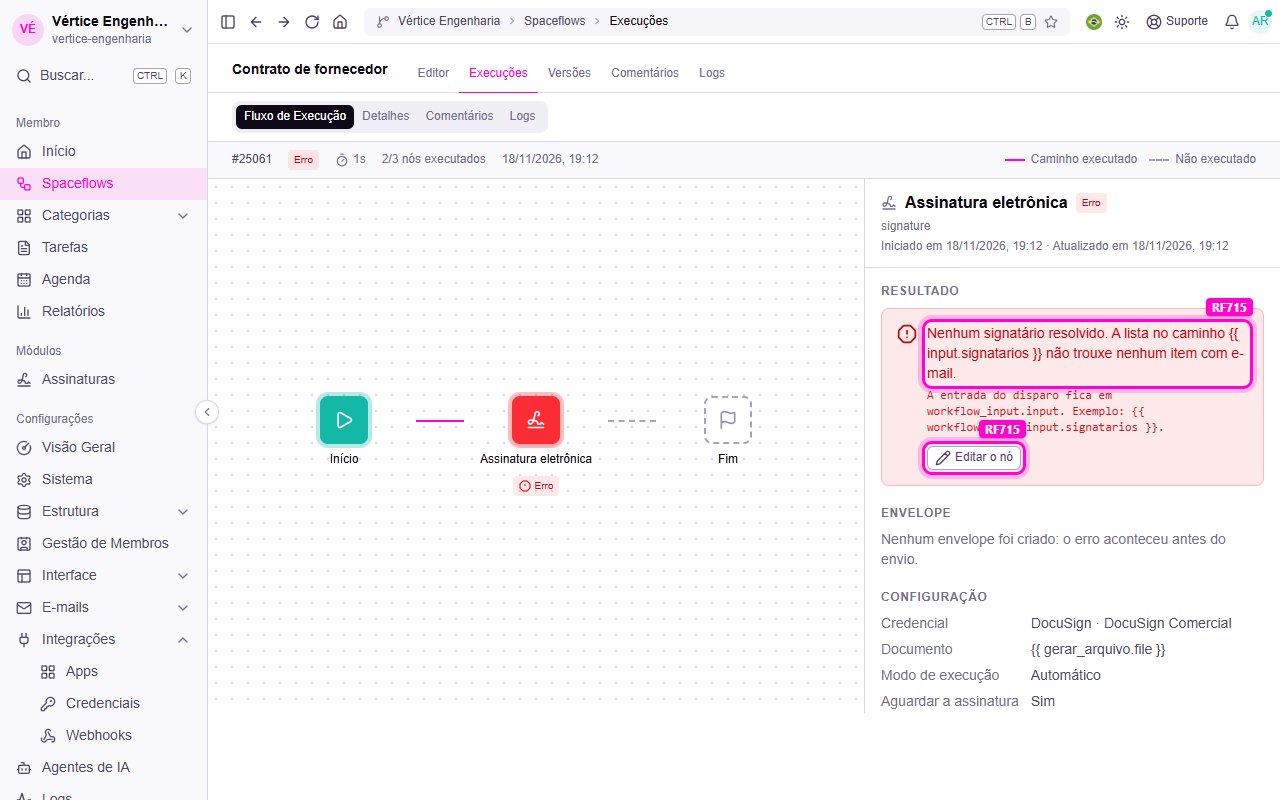 VÉ
Vértice Engenh...
vertice-engenharia
Buscar...
CTRL K
Membro
Início
Spaceflows
Categorias
Tarefas
Agenda
Relatórios
Módulos
Assinaturas
Configurações
Visão Geral
Sistema
Estrutura
Gestão de Membros
Interface
E-mails
Integrações
Apps
Credenciais
Webhooks
Agentes de IA
Logs
Vértice Engenharia > Spaceflows > Execuções
CTRL B
Suporte
AR
Contrato de fornecedor
Editor
Execuções
Versões
Comentários
Logs
Fluxo de Execução
Detalhes
Comentários
Logs
#25061
Erro
1s
2/3 nós executados
18/11/2026, 19:12
Caminho executado
Não executado
Início
Assinatura eletrônica
Erro
Fim
Assinatura eletrônica
Erro
signature
Iniciado em 18/11/2026, 19:12 · Atualizado em 18/11/2026, 19:12
RESULTADO
RF715
Nenhum signatário resolvido. A lista no caminho {{
input.signatarios }} não trouxe nenhum item com e-
mail.
A entrada do disparo fica em
workflow_input.input. Exemplo: {{
workflow_input.signatarios }}.
RF715
Editar o nó
ENVELOPE
Nenhum envelope foi criado: o erro aconteceu antes do
envio.
CONFIGURAÇÃO
Credencial
DocuSign · DocuSign Comercial
Documento
{{ gerar_arquivo.file }}
Modo de execução
Automático
Aguardar a assinatura
Sim